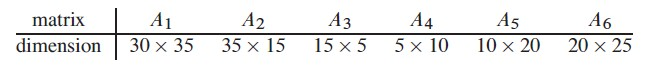 matrix A1 A2 A3 A4 A5 A6
dimension 30 × 35 35 × 15 15 × 5 5 × 10 10 × 20 20 × 25